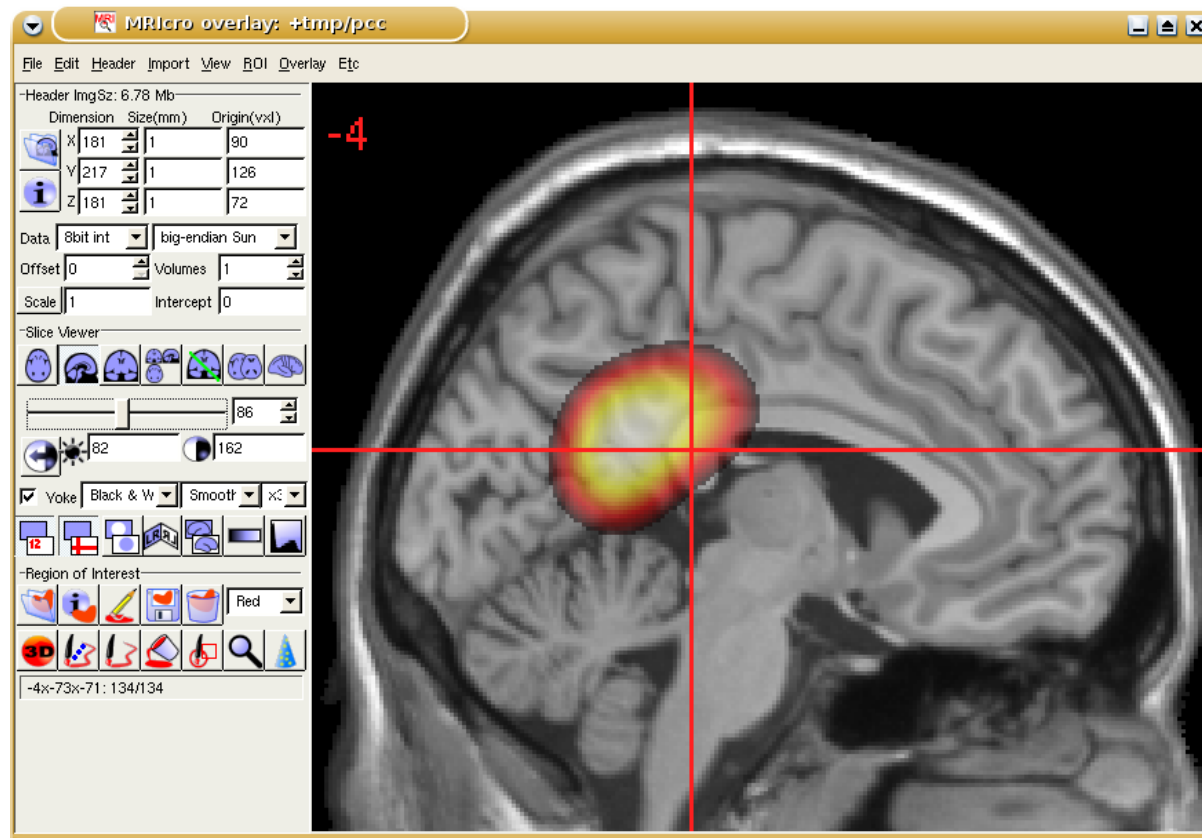 MRIcro overlay: +tmp/pcc
File Edit Header Import View ROI Overlay Etc
Header ImgSz: 6.78 Mb
Dimension Size(mm) Origin(vxl)
X 181 1 90
Y 217 1 126
Z 181 1 72
Data 8bit int big-endian Sun
Offset 0 Volumes 1
Scale 1 Intercept 0
Slice Viewer
86
82 162
Yoke Black & W Smooth
12
Region of Interest
Red
3D
-4x-73x-71: 134/134
-4